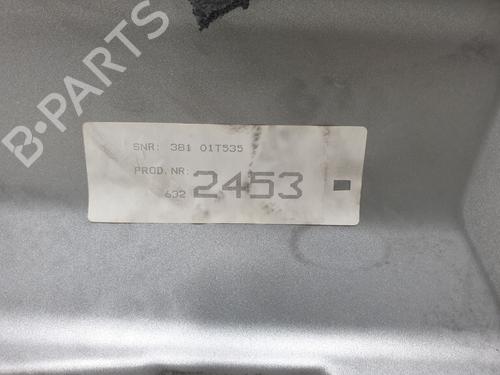 B-PARTS
SNR: 381 01T535
PROD.NR:
632 2453